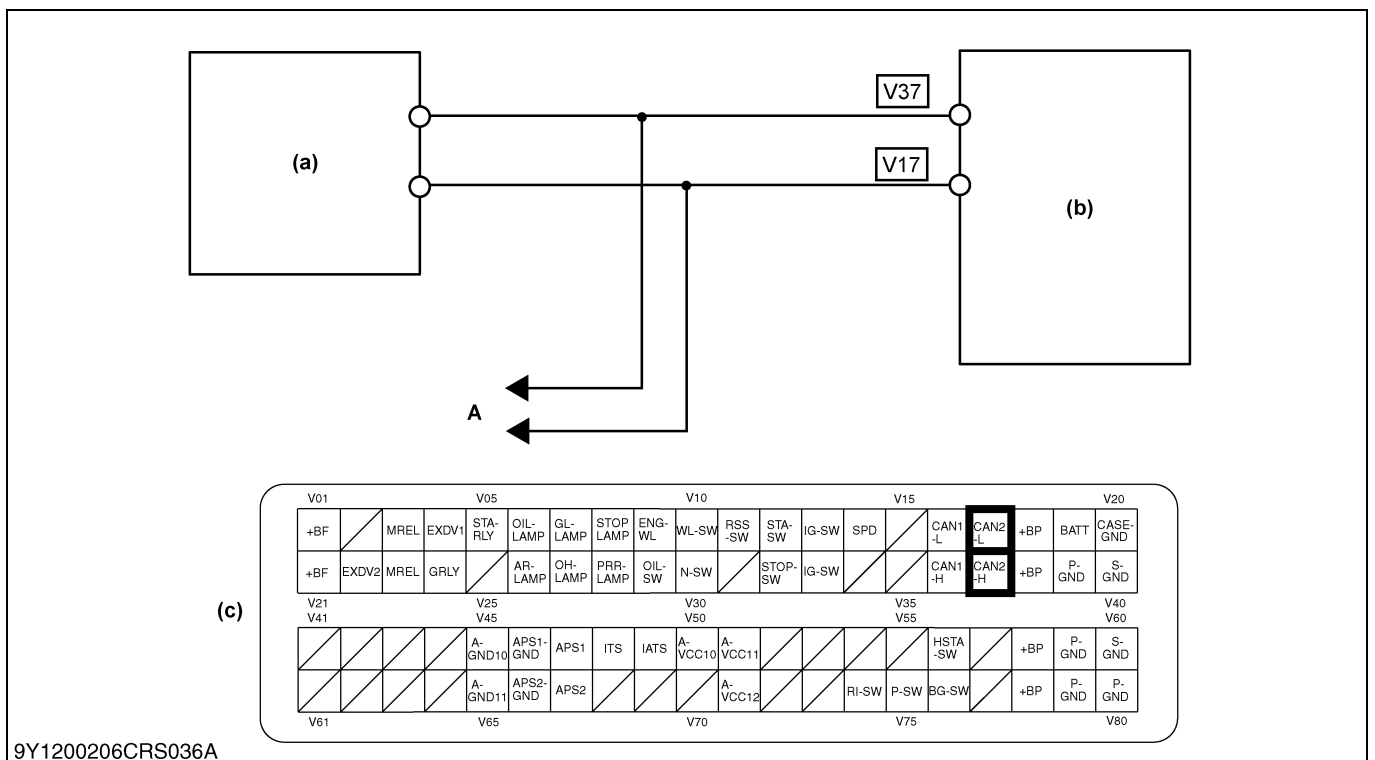 V37
V17
(a)
(b)
A
V01 V05 V10 V15 V20
+BF MREL EXDV1 STA-RLY OIL-LAMP GL-LAMP STOP LAMP ENG-WL WL-SW RSS-SW STA-SW IG-SW SPD CAN1-L CAN2-L +BP BATT CASE-GND
+BF EXDV2 MREL GRLY AR-LAMP OH-LAMP PRR-LAMP OIL-SW N-SW STOP-SW IG-SW CAN1-H CAN2-H +BP P-GND S-GND
(c)
V21 V25 V30 V35 V40
V41 V45 V50 V55 V60
A-GND10 APS1-GND APS1 ITS IATS A-VCC10 A-VCC11 HSTA-SW +BP P-GND S-GND
A-GND11 APS2-GND APS2 A-VCC12 RI-SW P-SW BG-SW +BP P-GND P-GND
V61 V65 V70 V75 V80
9Y1200206CRS036A